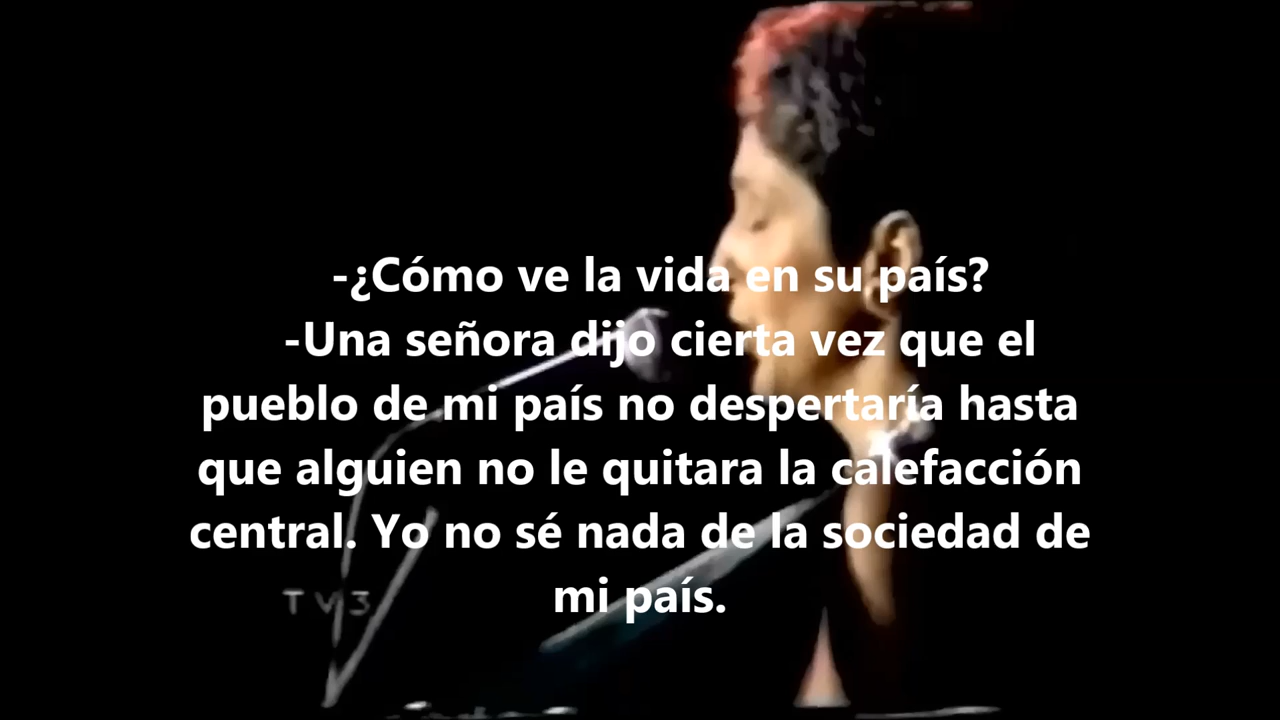 -¿Cómo ve la vida en su país?
-Una señora dijo cierta vez que el
pueblo de mi país no despertaría hasta
que alguien no le quitara la calefacción
central. Yo no sé nada de la sociedad de
mi país.
TV3